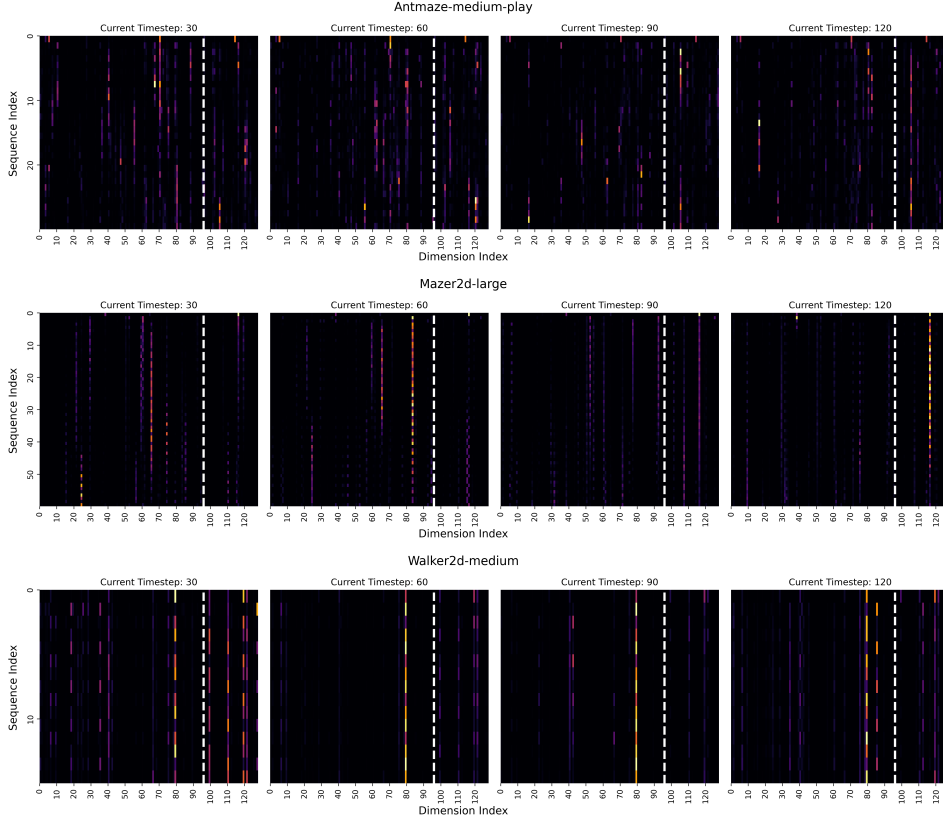 Antmaze-medium-play
Current Timestep: 30 Current Timestep: 60 Current Timestep: 90 Current Timestep: 120
Sequence Index
0
10
20
0 10 20 30 40 50 60 70 80 90 100 110 120 0 10 20 30 40 50 60 70 80 90 100 110 120 0 10 20 30 40 50 60 70 80 90 100 110 120 0 10 20 30 40 50 60 70 80 90 100 110 120
Dimension Index Dimension Index
Mazer2d-large
Current Timestep: 30 Current Timestep: 60 Current Timestep: 90 Current Timestep: 120
Sequence Index
0
10
20
30
40
50
0 10 20 30 40 50 60 70 80 90 100 110 120 0 10 20 30 40 50 60 70 80 90 100 110 120 0 10 20 30 40 50 60 70 80 90 100 110 120 0 10 20 30 40 50 60 70 80 90 100 110 120
Dimension Index
Walker2d-medium
Current Timestep: 30 Current Timestep: 60 Current Timestep: 90 Current Timestep: 120
Sequence Index
0
10
0 10 20 30 40 50 60 70 80 90 100 110 120 0 10 20 30 40 50 60 70 80 90 100 110 120 0 10 20 30 40 50 60 70 80 90 100 110 120 0 10 20 30 40 50 60 70 80 90 100 110 120
Dimension Index